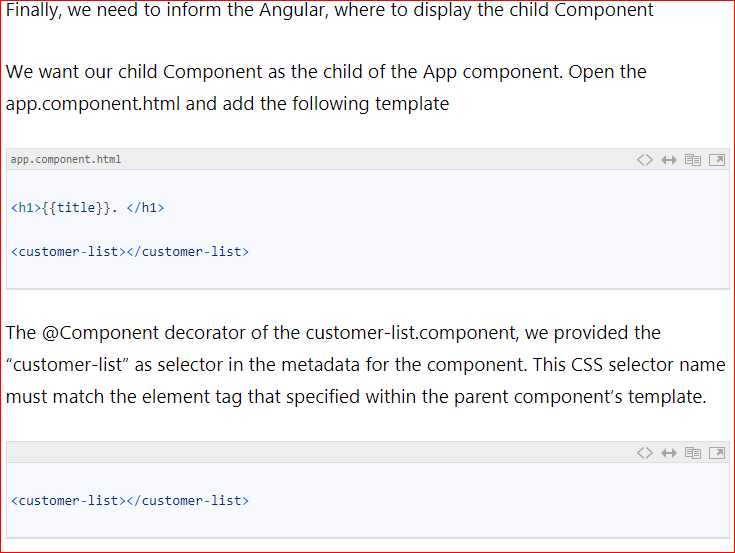 Finally, we need to inform the Angular, where to display the child Component
We want our child Component as the child of the App component. Open the
app.component.html and add the following template
app.component.html
<h1>{{title}}. </h1>
<customer-list></customer-list>
The @Component decorator of the customer-list.component, we provided the
“customer-list” as selector in the metadata for the component. This CSS selector name
must match the element tag that specified within the parent component’s template.
<customer-list></customer-list>